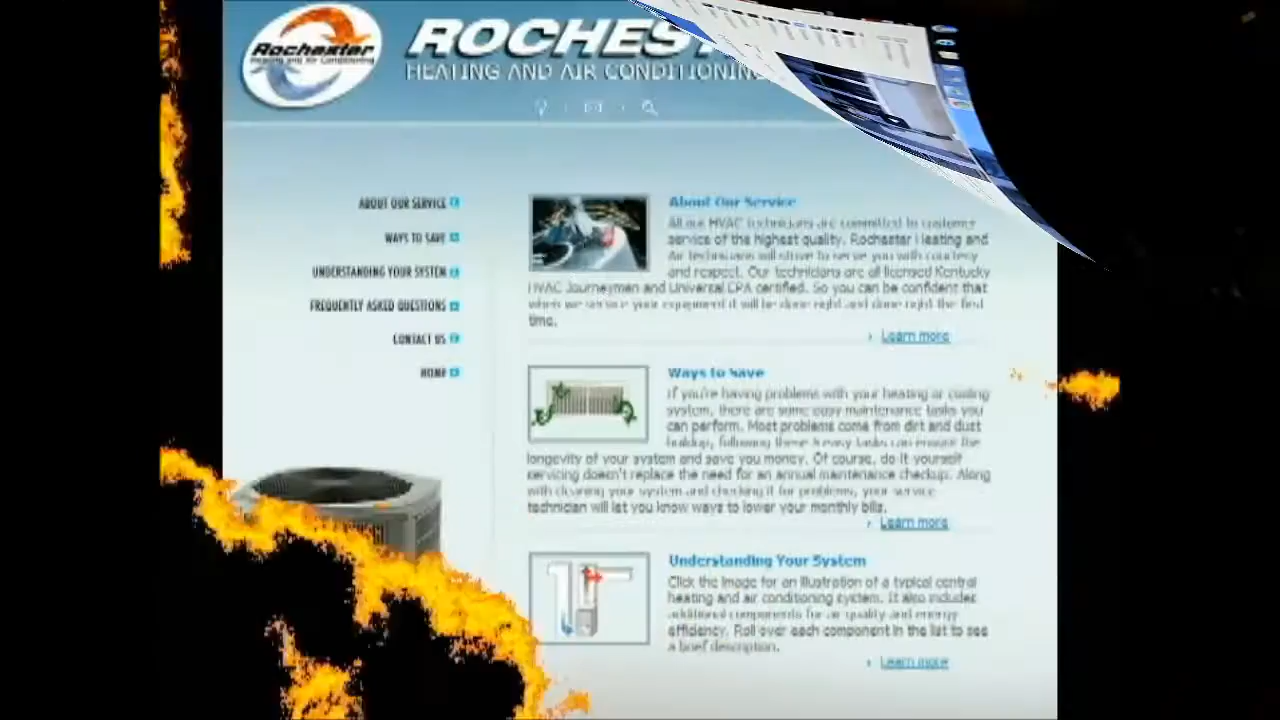 Rochester
Heating and Air Conditioning
ROCHEST
HEATING AND AIR CONDITIONING
ABOUT OUR SERVICE
WAYS TO SAVE
UNDERSTANDING YOUR SYSTEM
FREQUENTLY ASKED QUESTIONS
CONTACT US
HOME
About Our Service
All our HVAC technicians are committed to customer
service of the highest quality. Rochester Heating and
Air technicians will strive to serve you with courtesy
and respect. Our technicians are all licensed Kentucky
HVAC Journeymen and Universal EPA certified. So you can be confident that
when we service your equipment it will be done right and done right the first
time.
Learn more
Ways to Save
If you're having problems with your heating or cooling
system, there are some easy maintenance tasks you
can perform. Most problems come from dirt and dust
buildup, following these easy tasks can ensure the
longevity of your system and save you money. Of course, do it yourself
servicing doesn't replace the need for an annual maintenance checkup. Along
with cleaning your system and checking it for problems, your service
technician will let you know ways to lower your monthly bills.
Learn more
Understanding Your System
Click the image for an illustration of a typical central
heating and air conditioning system. It also includes
additional components for air quality and energy
efficiency. Roll over each component in the list to see
a brief description.
Learn more